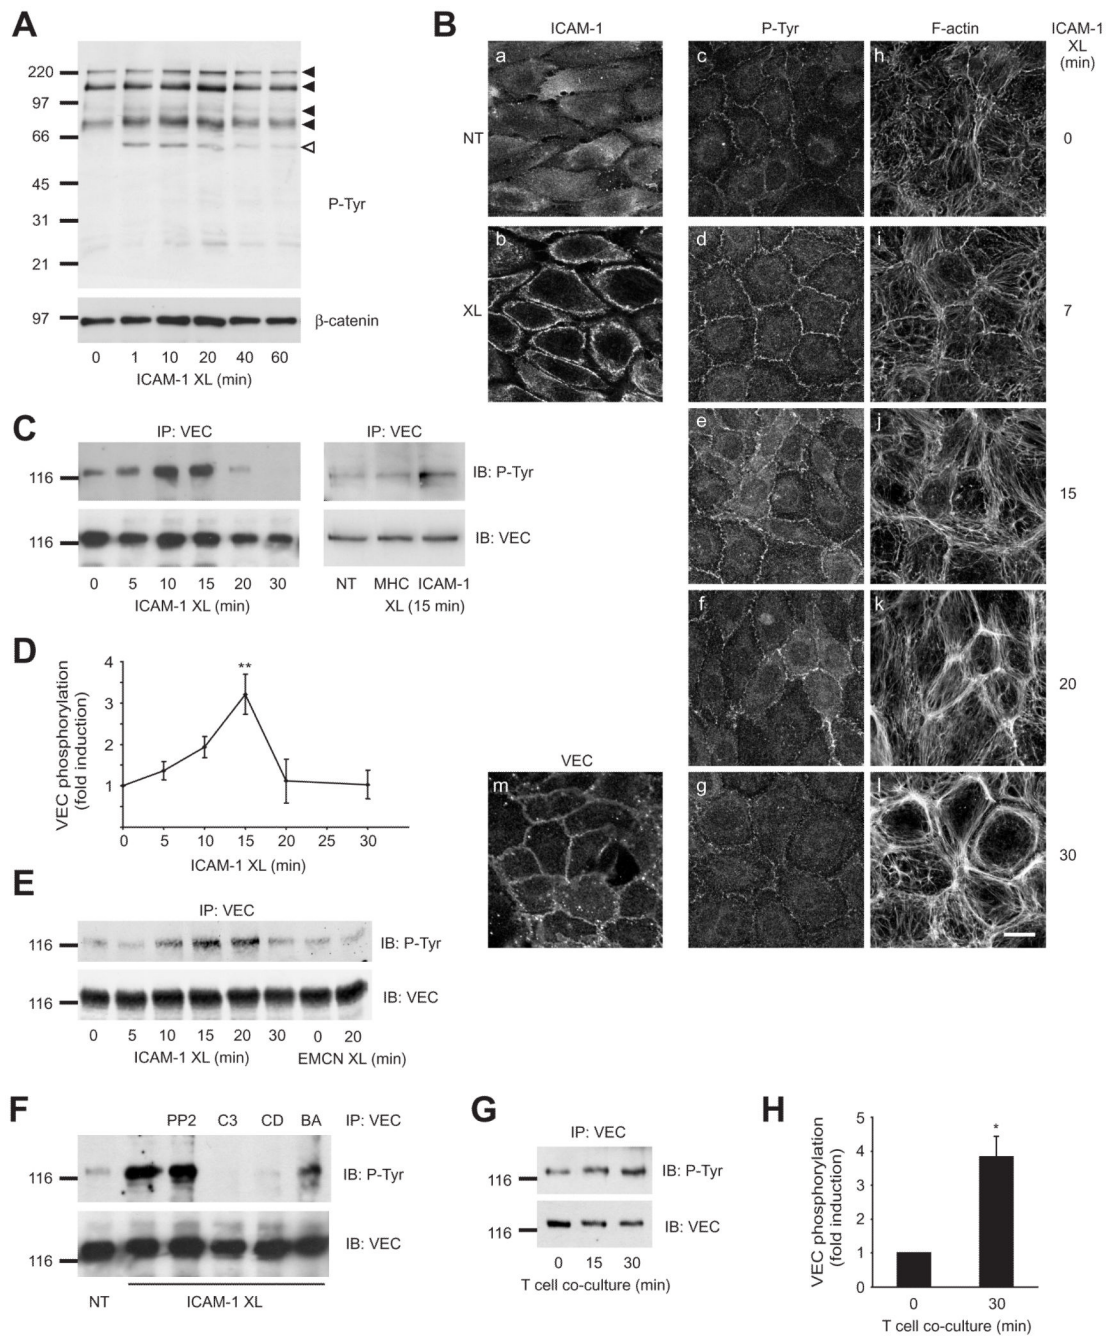 A
220
97
66
45
31
21
P-Tyr
97
β-catenin
0 1 10 20 40 60
ICAM-1 XL (min)
B
ICAM-1
P-Tyr
F-actin
ICAM-1
XL
(min)
a
c
h
NT
0
b
d
i
XL
7
e
j
15
f
k
20
VEC
m
g
l
30
C
IP: VEC
IP: VEC
116
IB: P-Tyr
116
IB: VEC
0 5 10 15 20 30
ICAM-1 XL (min)
NT MHC ICAM-1
XL (15 min)
D
VEC phosphorylation
(fold induction)
4
3
2
1
**
0 5 10 15 20 25 30
ICAM-1 XL (min)
E
IP: VEC
116
IB: P-Tyr
116
IB: VEC
0 5 10 15 20 30 0 20
ICAM-1 XL (min) EMCN XL (min)
F
PP2 C3 CD BA IP: VEC
116
IB: P-Tyr
116
IB: VEC
NT ICAM-1 XL
G
IP: VEC
116
IB: P-Tyr
116
IB: VEC
0 15 30
T cell co-culture (min)
H
VEC phosphorylation
(fold induction)
5
4
3
2
1
0
*
0 30
T cell co-culture (min)